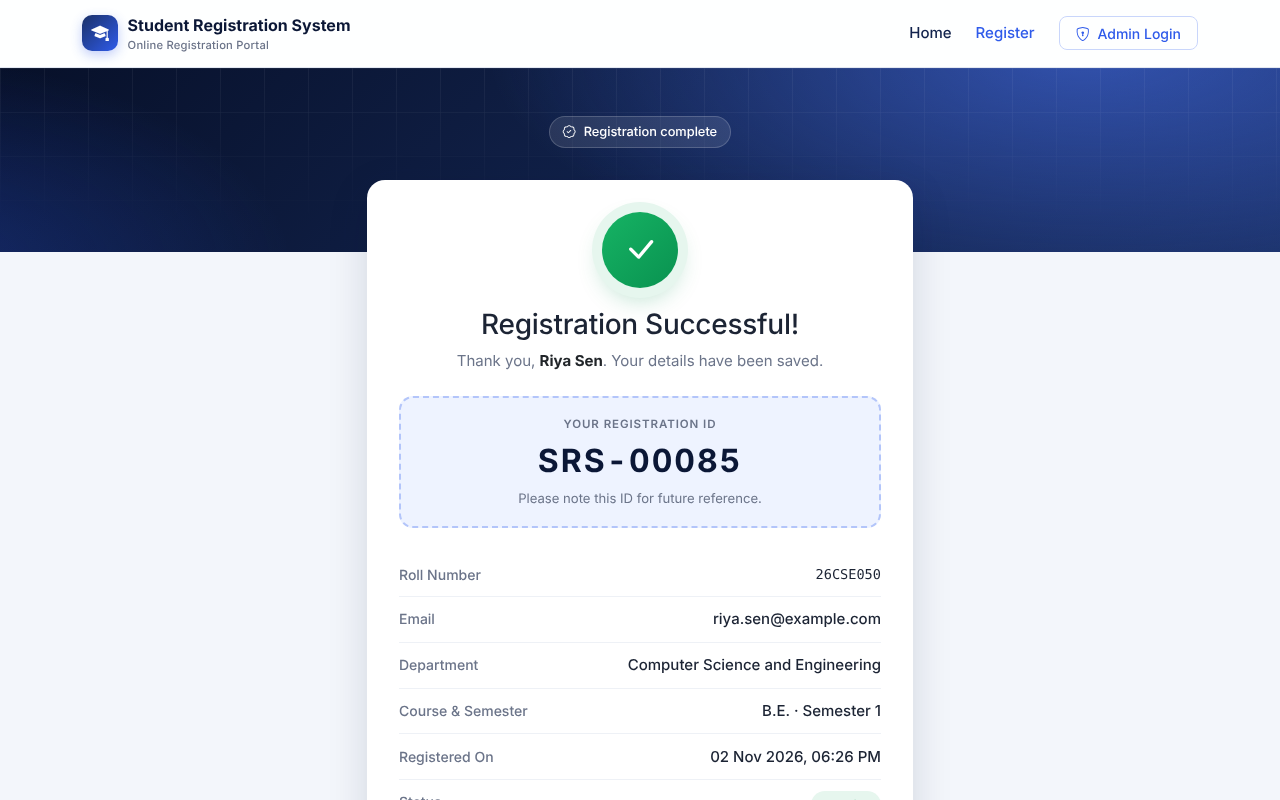 Student Registration System
Online Registration Portal
Home
Register
Admin Login
Registration complete
Registration Successful!
Thank you, Riya Sen. Your details have been saved.
YOUR REGISTRATION ID
SRS-00085
Please note this ID for future reference.
Roll Number 26CSE050
Email riya.sen@example.com
Department Computer Science and Engineering
Course & Semester B.E. · Semester 1
Registered On 02 Nov 2026, 06:26 PM
Status